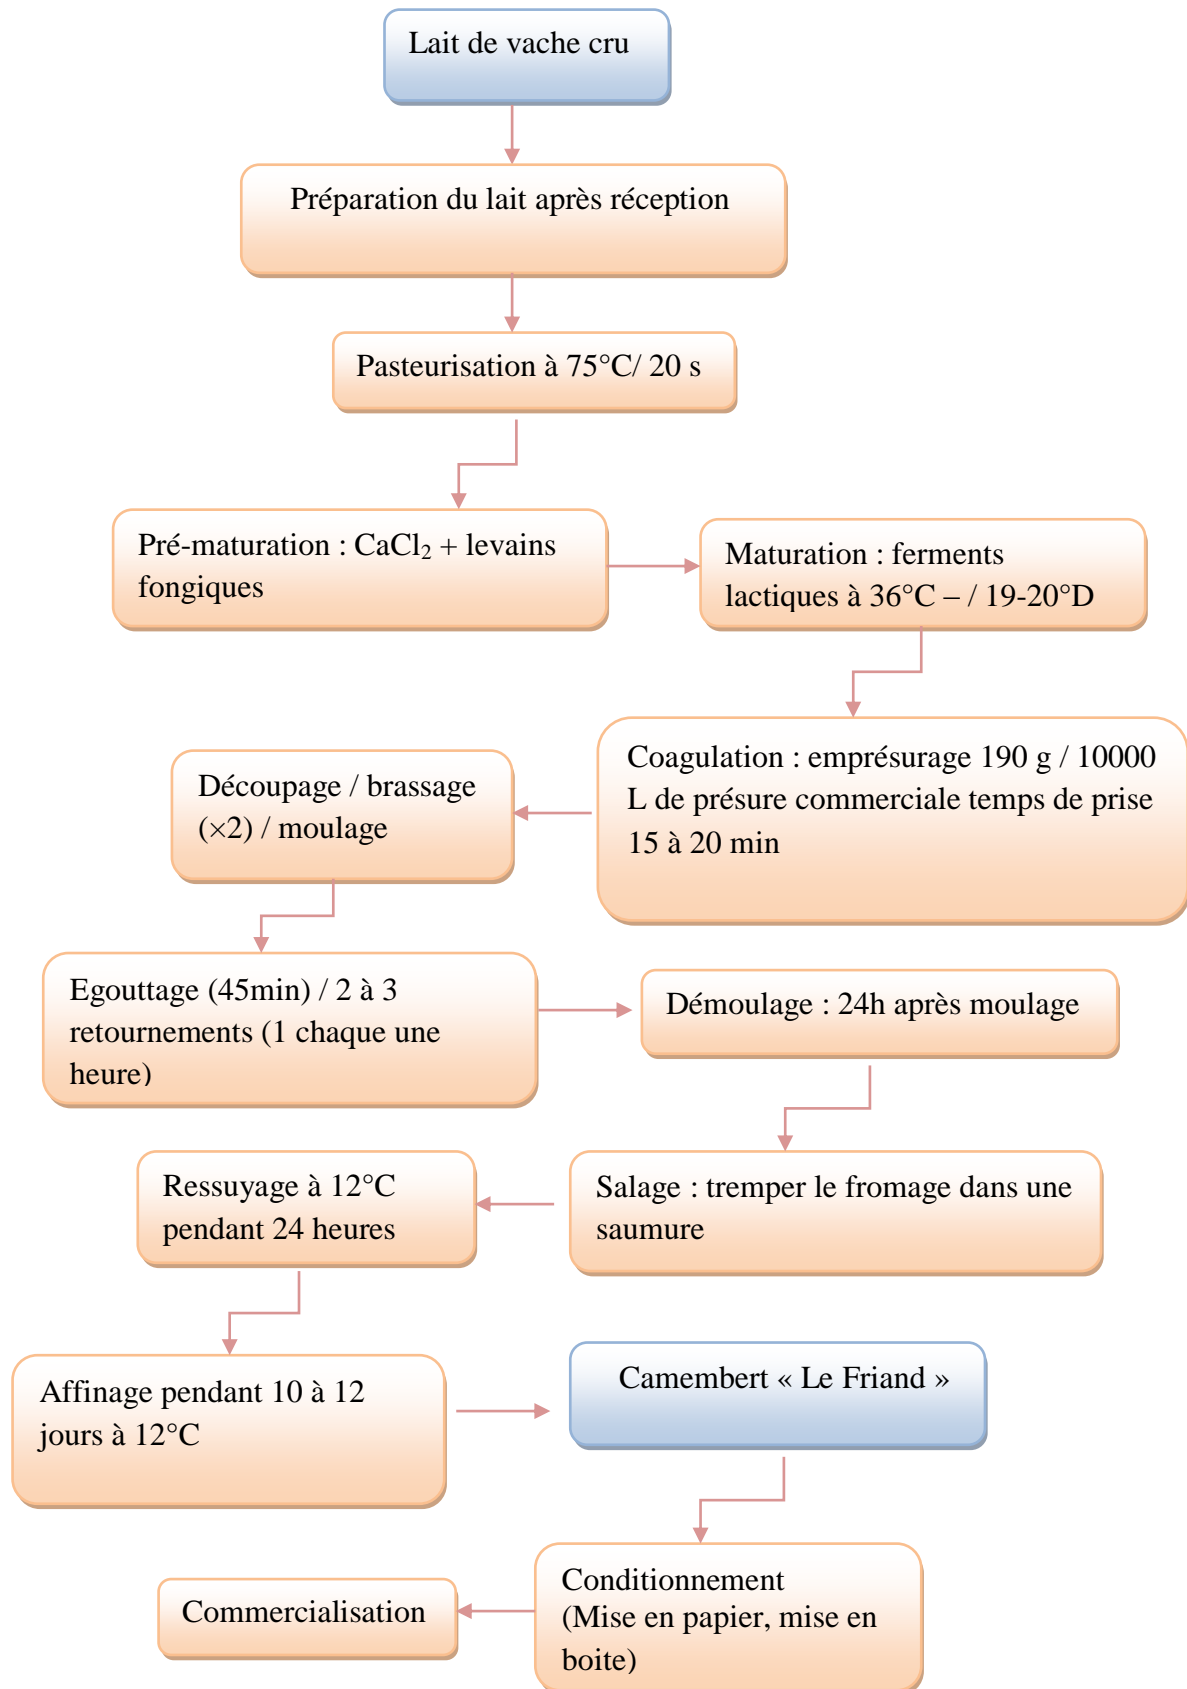 Lait de vache cru
Préparation du lait après réception
Pasteurisation à 75°C/ 20 s
Pré-maturation : CaCl₂ + levains
fongiques
Maturation : ferments
lactiques à 36°C – / 19-20°D
Coagulation : emprésurage 190 g / 10000
L de présure commerciale temps de prise
15 à 20 min
Découpage / brassage
(×2) / moulage
Egouttage (45min) / 2 à 3
retournements (1 chaque une
heure)
Démoulage : 24h après moulage
Salage : tremper le fromage dans une
saumure
Ressuyage à 12°C
pendant 24 heures
Affinage pendant 10 à 12
jours à 12°C
Camembert « Le Friand »
Conditionnement
(Mise en papier, mise en
boite)
Commercialisation